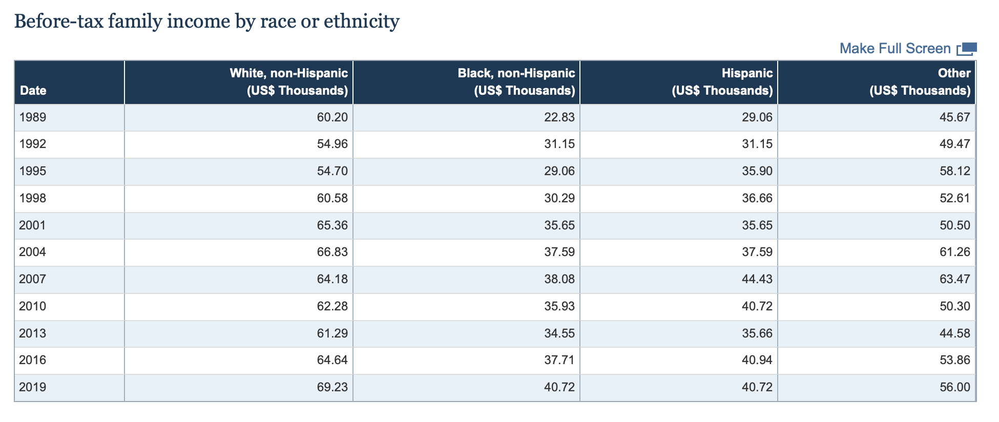 Before-tax family income by race or ethnicity
Make Full Screen
Date White, non-Hispanic (US$ Thousands) Black, non-Hispanic (US$ Thousands) Hispanic (US$ Thousands) Other (US$ Thousands)
1989 60.20 22.83 29.06 45.67
1992 54.96 31.15 31.15 49.47
1995 54.70 29.06 35.90 58.12
1998 60.58 30.29 36.66 52.61
2001 65.36 35.65 35.65 50.50
2004 66.83 37.59 37.59 61.26
2007 64.18 38.08 44.43 63.47
2010 62.28 35.93 40.72 50.30
2013 61.29 34.55 35.66 44.58
2016 64.64 37.71 40.94 53.86
2019 69.23 40.72 40.72 56.00